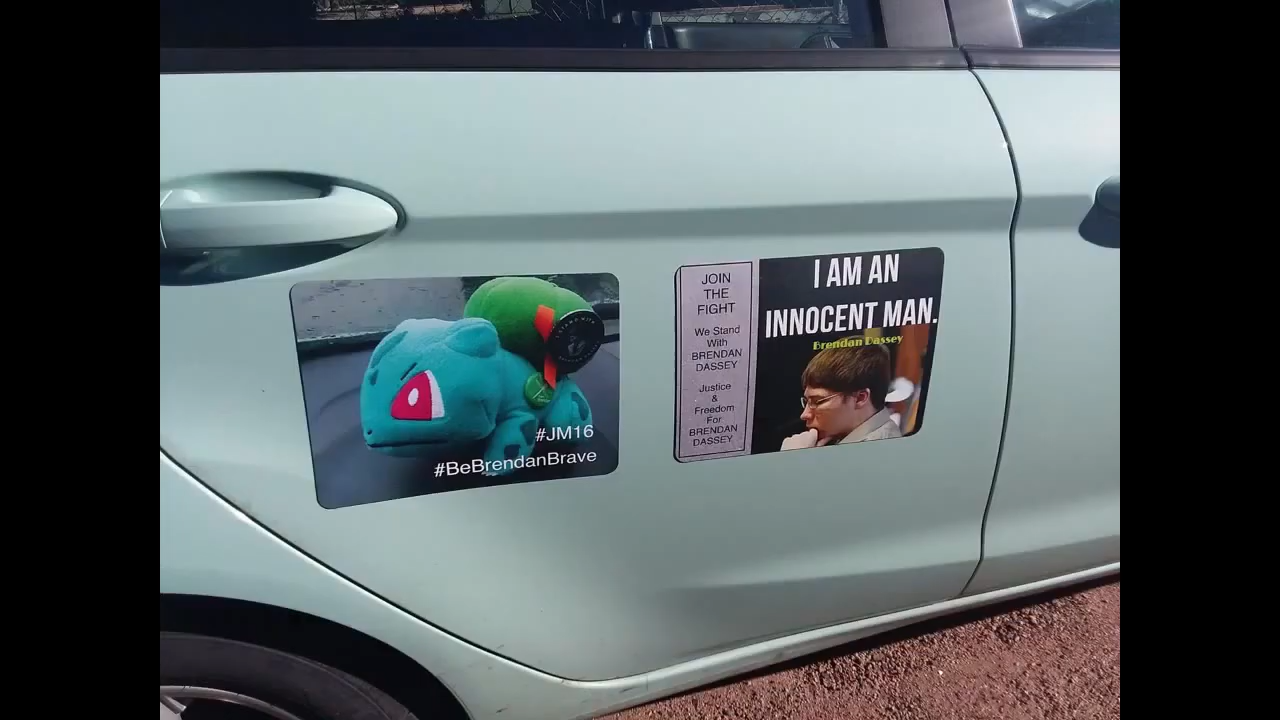 #JM16
#BeBrendanBrave
JOIN
THE
FIGHT
We Stand
With
BRENDAN
DASSEY
Justice
&
Freedom
For
BRENDAN
DASSEY
I AM AN
INNOCENT MAN.
Brendan Dassey